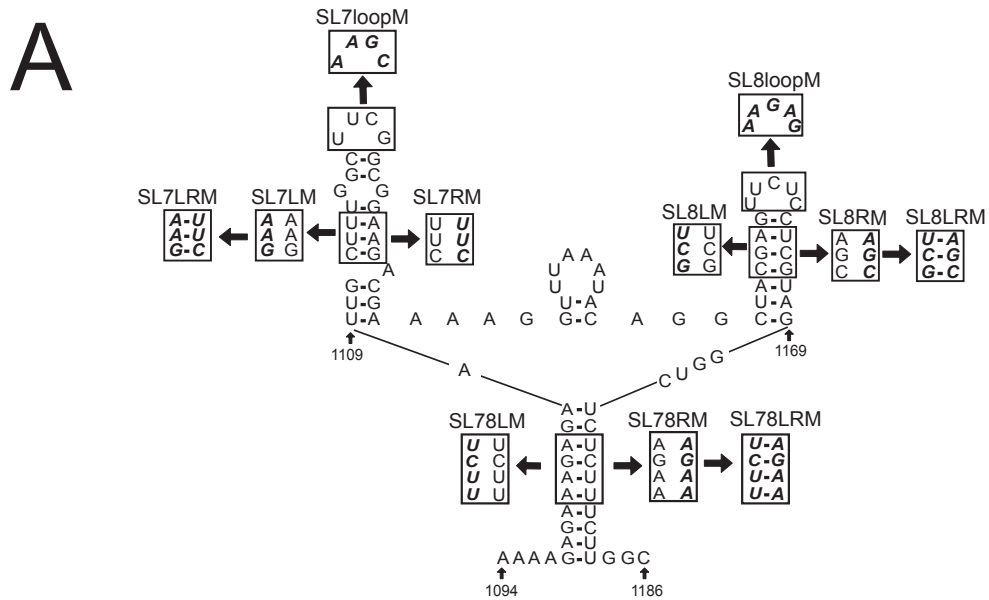 A
SL7loopM
A A G C
U U C G
C-G
G-C
G G
U G
SL8loopM
A A G A G
U U C U C
G-C
SL7LRM SL7LM SL7RM
A-U A A U-A U U
A-U A A U-A U U
G-C G G C-G C C
A
G C
U-G
U-A
SL8LM SL8RM SL8LRM
U U A-U A A U-A
C C G-C G G C-G
G G C-G C C G-C
A-U
U-A
A A A A A G
U A A A
U A
U U
U-A
G-C
A G G
C-G
1109
1169
A
C U G G
A-U
G-C
SL78LM SL78RM SL78LRM
U U A-U A A U-A
C C G-C G G C-G
U U A-U A A U-A
U U A-U A A U-A
A-U
G-C
A-U
A A A A G-U G G C
1094
1186